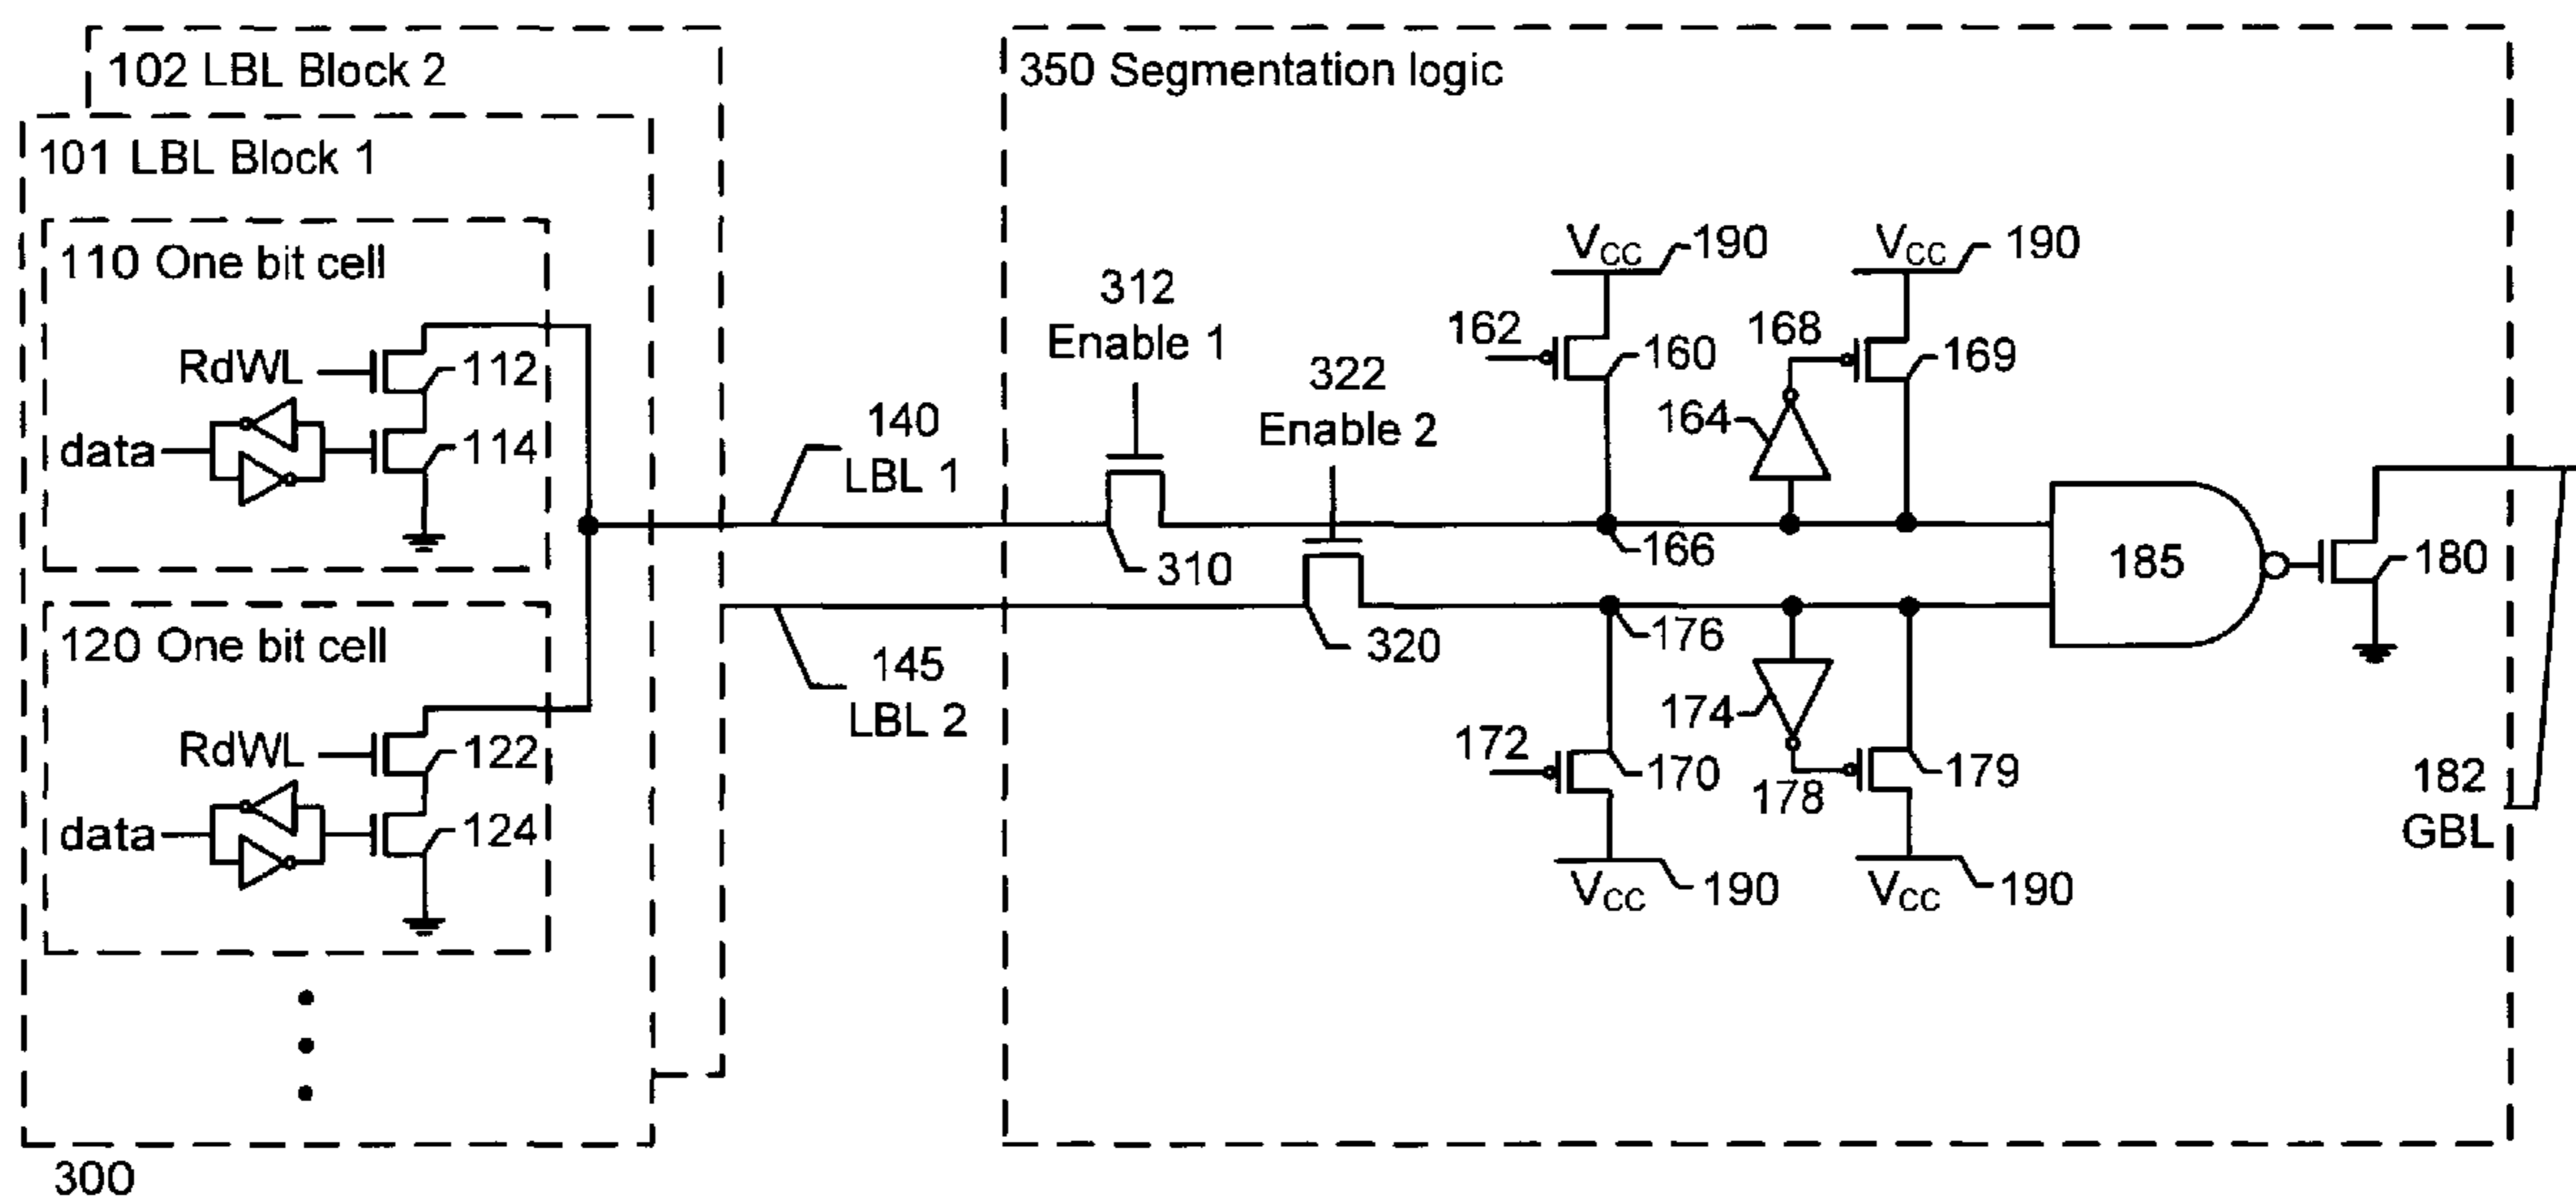 102 LBL Block 2
101 LBL Block 1
110 One bit cell
RdWL
112
data
114
120 One bit cell
RdWL
122
data
124
300
140
LBL 1
145
LBL 2
350 Segmentation logic
312
Enable 1
322
Enable 2
310
320
VCC
190
VCC
190
162
160
168
169
164
166
176
174
172
170
178
179
VCC
190
VCC
190
185
180
182
GBL